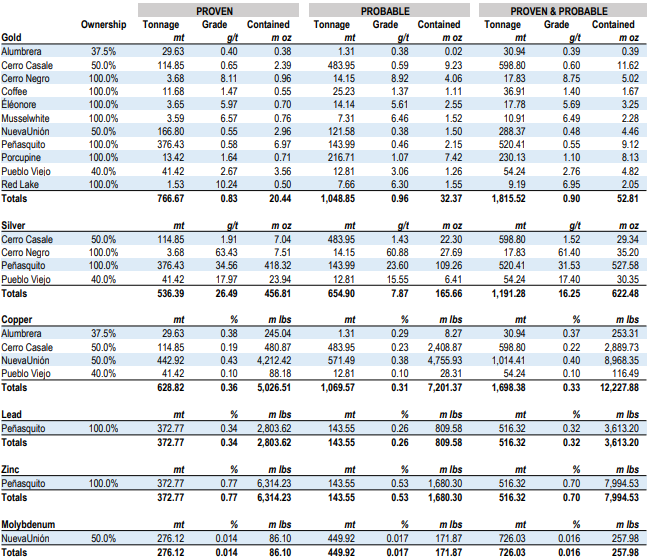 PROVEN PROBABLE PROVEN & PROBABLE
Ownership Tonnage Grade Contained Tonnage Grade Contained Tonnage Grade Contained
Gold mt g/t m oz mt g/t m oz mt g/t m oz
Alumbrera 37.5% 29.63 0.40 0.38 1.31 0.38 0.02 30.94 0.39 0.39
Cerro Casale 50.0% 114.85 0.65 2.39 483.95 0.59 9.23 598.80 0.60 11.62
Cerro Negro 100.0% 3.68 8.11 0.96 14.15 8.92 4.06 17.83 8.75 5.02
Coffee 100.0% 11.68 1.47 0.55 25.23 1.37 1.11 36.91 1.40 1.67
Éléonore 100.0% 3.65 5.97 0.70 14.14 5.61 2.55 17.78 5.69 3.25
Musselwhite 100.0% 3.59 6.57 0.76 7.31 6.46 1.52 10.91 6.49 2.28
NuevaUnión 50.0% 166.80 0.55 2.96 121.58 0.38 1.50 288.37 0.48 4.46
Peñasquito 100.0% 376.43 0.58 6.97 143.99 0.46 2.15 520.41 0.55 9.12
Porcupine 100.0% 13.42 1.64 0.71 216.71 1.07 7.42 230.13 1.10 8.13
Pueblo Viejo 40.0% 41.42 2.67 3.56 12.81 3.06 1.26 54.24 2.76 4.82
Red Lake 100.0% 1.53 10.24 0.50 7.66 6.30 1.55 9.19 6.95 2.05
Totals 766.67 0.83 20.44 1,048.85 0.96 32.37 1,815.52 0.90 52.81
Silver mt g/t m oz mt g/t m oz mt g/t m oz
Cerro Casale 50.0% 114.85 1.91 7.04 483.95 1.43 22.30 598.80 1.52 29.34
Cerro Negro 100.0% 3.68 63.43 7.51 14.15 60.88 27.69 17.83 61.40 35.20
Peñasquito 100.0% 376.43 34.56 418.32 143.99 23.60 109.26 520.41 31.53 527.58
Pueblo Viejo 40.0% 41.42 17.97 23.94 12.81 15.55 6.41 54.24 17.40 30.35
Totals 536.39 26.49 456.81 654.90 7.87 165.66 1,191.28 16.25 622.48
Copper mt % m lbs mt % m lbs mt % m lbs
Alumbrera 37.5% 29.63 0.38 245.04 1.31 0.29 8.27 30.94 0.37 253.31
Cerro Casale 50.0% 114.85 0.19 480.87 483.95 0.23 2,408.87 598.80 0.22 2,889.73
NuevaUnión 50.0% 442.92 0.43 4,212.42 571.49 0.38 4,755.93 1,014.41 0.40 8,968.35
Pueblo Viejo 40.0% 41.42 0.10 88.18 12.81 0.10 28.31 54.24 0.10 116.49
Totals 628.82 0.36 5,026.51 1,069.57 0.31 7,201.37 1,698.38 0.33 12,227.88
Lead mt % m lbs mt % m lbs mt % m lbs
Peñasquito 100.0% 372.77 0.34 2,803.62 143.55 0.26 809.58 516.32 0.32 3,613.20
Totals 372.77 0.34 2,803.62 143.55 0.26 809.58 516.32 0.32 3,613.20
Zinc mt % m lbs mt % m lbs mt % m lbs
Peñasquito 100.0% 372.77 0.77 6,314.23 143.55 0.53 1,680.30 516.32 0.70 7,994.53
Totals 372.77 0.77 6,314.23 143.55 0.53 1,680.30 516.32 0.70 7,994.53
Molybdenum mt % m lbs mt % m lbs mt % m lbs
NuevaUnión 50.0% 276.12 0.014 86.10 449.92 0.017 171.87 726.03 0.016 257.98
Totals 276.12 0.014 86.10 449.92 0.017 171.87 726.03 0.016 257.98